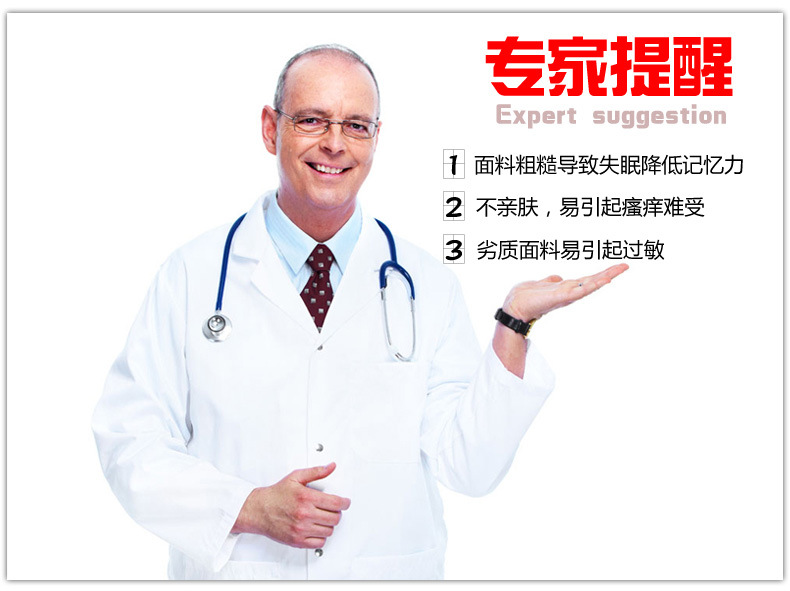 专家提醒
Expert suggestion
1 面料粗糙导致失眠降低记忆力
2 不亲肤，易引起瘙痒难受
3 劣质面料易引起过敏